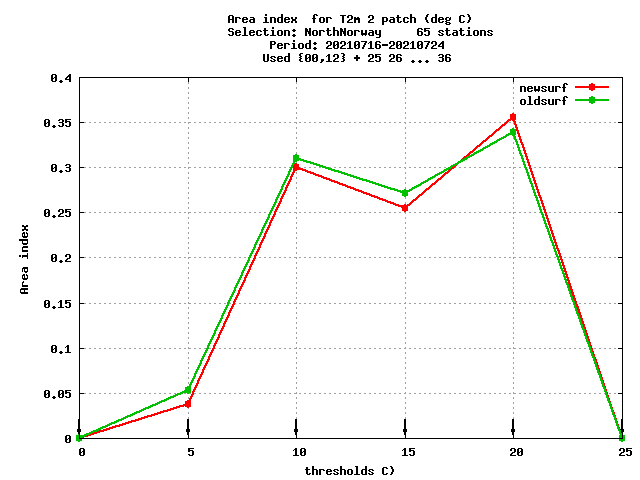 Area index  for T2m 2 patch (deg C)
Selection: NorthNorway     65 stations
Period: 20210716-20210724
Used {00,12} + 25 26 ... 36
newsurf
oldsurf
0.4
0.35
0.3
0.25
0.2
0.15
0.1
0.05
0
Area index
0 5 10 15 20 25
thresholds C)